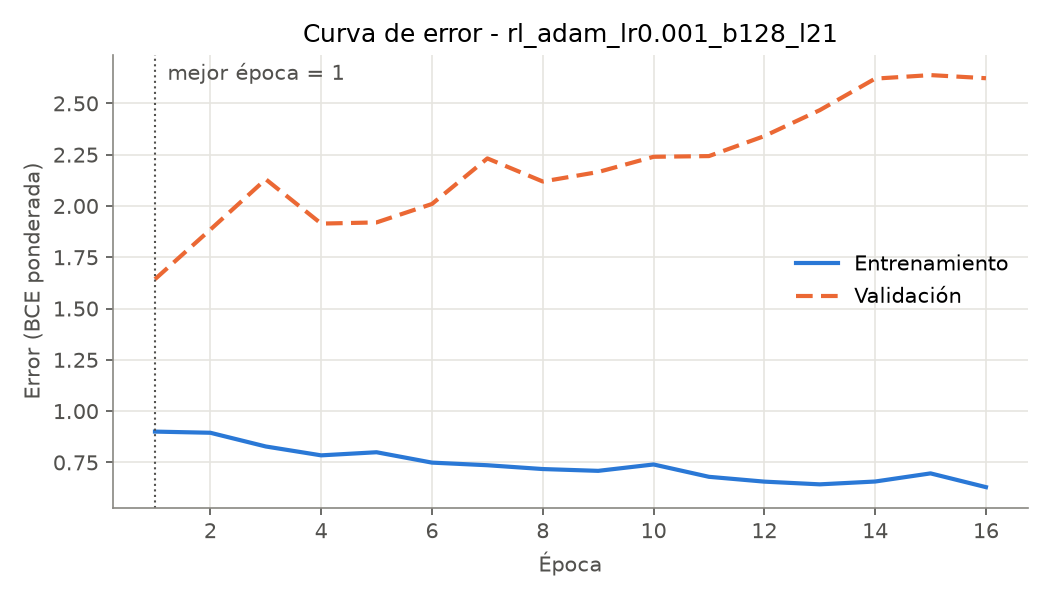 Curva de error - rl_adam_lr0.001_b128_l21
mejor época = 1
Error (BCE ponderada)
2.50
2.25
2.00
1.75
1.50
1.25
1.00
0.75
Entrenamiento
Validación
2 4 6 8 10 12 14 16
Época